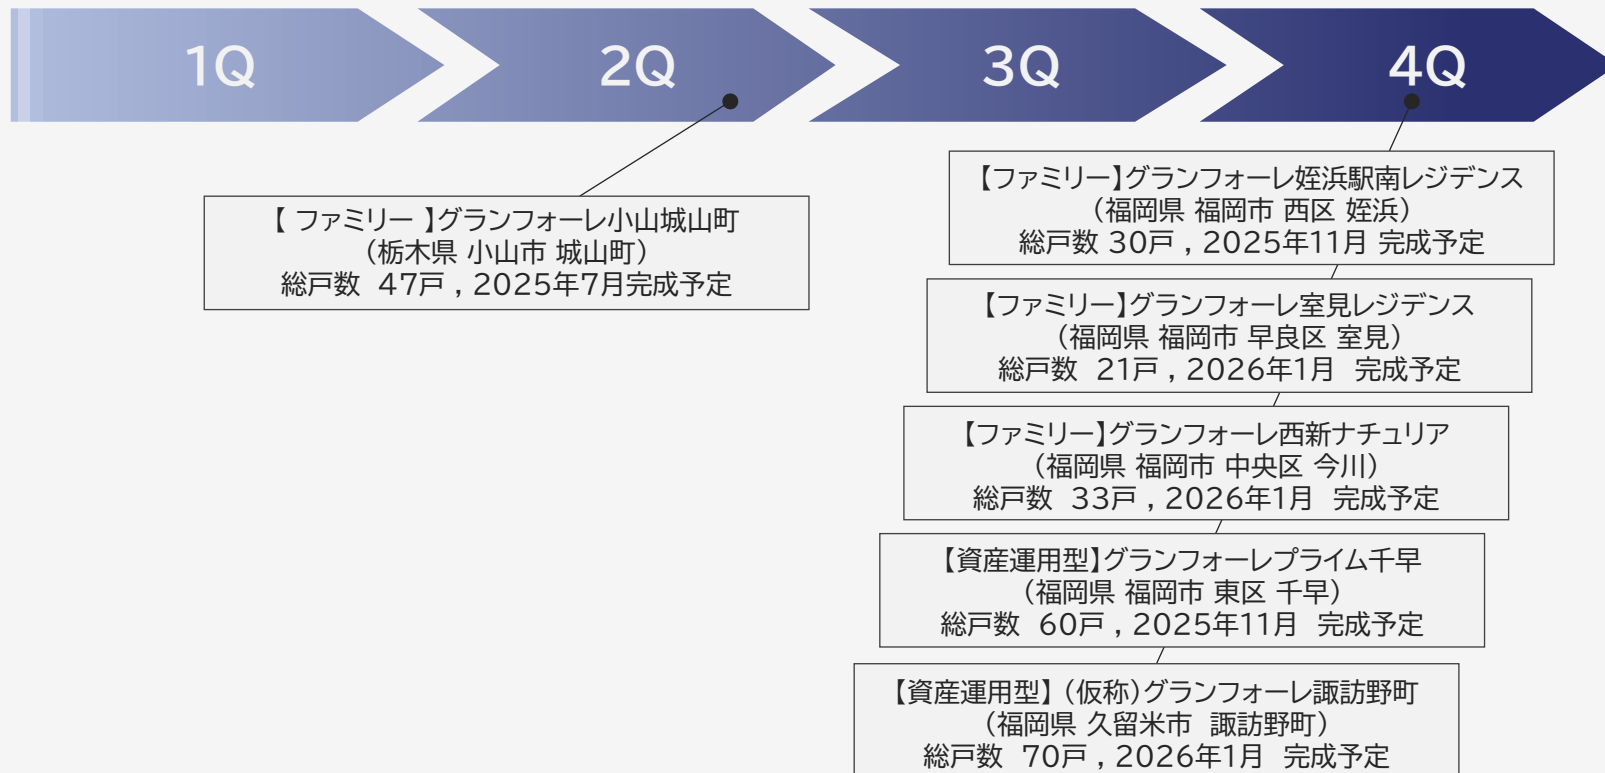 1Q
2Q
3Q
4Q
【 ファミリー 】グランフォーレ小山城山町
（栃木県 小山市 城山町）
総戸数 47戸 , 2025年7月完成予定
【ファミリー】グランフォーレ姪浜駅南レジデンス
（福岡県 福岡市 西区 姪浜）
総戸数 30戸 , 2025年11月 完成予定
【ファミリー】グランフォーレ室見レジデンス
（福岡県 福岡市 早良区 室見）
総戸数 21戸 , 2026年1月 完成予定
【ファミリー】グランフォーレ西新ナチュリア
（福岡県 福岡市 中央区 今川）
総戸数 33戸 , 2026年1月 完成予定
【資産運用型】グランフォーレプライム千早
（福岡県 福岡市 東区 千早）
総戸数 60戸 , 2025年11月 完成予定
【資産運用型】（仮称）グランフォーレ諏訪野町
（福岡県 久留米市 諏訪野町）
総戸数 70戸 , 2026年1月 完成予定